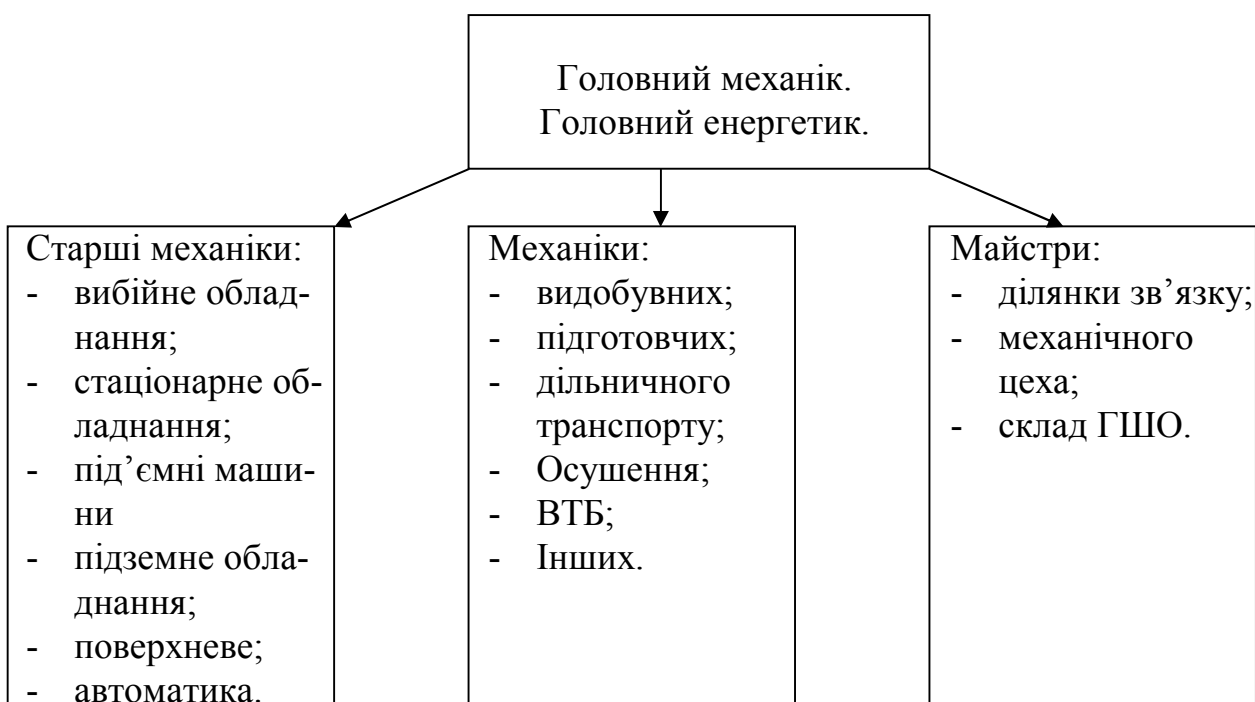 Головний механік.
Головний енергетик.
Старші механіки:
- вибійне облад-
нання;
- стаціонарне об-
ладнання;
- під’ємні маши-
ни
- підземне обла-
днання;
- поверхневе;
- автоматика.
Механіки:
- видобувних;
- підготовчих;
- дільничного
транспорту;
- Осушення;
- ВТБ;
- Інших.
Майстри:
- ділянки зв’язку;
- механічного
цеха;
- склад ГШО.